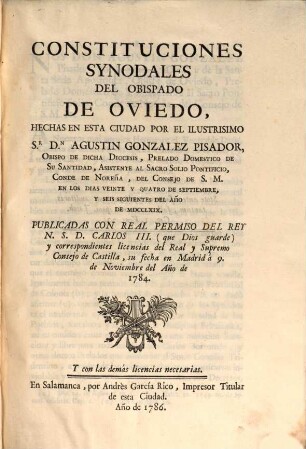 CONSTITUCIONES
SYNODALES
DEL OBISPADO
DE OVIEDO,
HECHAS EN ESTA CIUDAD POR EL ILUSTRISIMO
S.R D.N AGUSTIN GONZALEZ PISADOR,
OBISPO DE DICHA DIOCESIS, PRELADO DOMESTICO DE
SU SANTIDAD, ASISTENTE AL SACRO SOLIO PONTIFICIO,
CONDE DE NOREÑA, DEL CONSEJO DE S. M.
EN LOS DIAS VEINTE Y QUATRO DE SEPTIEMBRE,
Y SEIS SIGUIENTES DEL AÑO
DE MDCCLXIX.
PUBLICADAS CON REAL PERMISO DEL REY
N. S. D. CARLOS III. (que Dios guarde)
y correspondientes licencias del Real y Supremo
Consejo de Castilla, su fecha en Madrid à 9.
de Noviembre del Año de
1784.
Y con las demàs licencias necesarias.
En Salamanca, por Andrès Garcia Rico, Impresor Titular
de esta Ciudad.
Año de 1786.